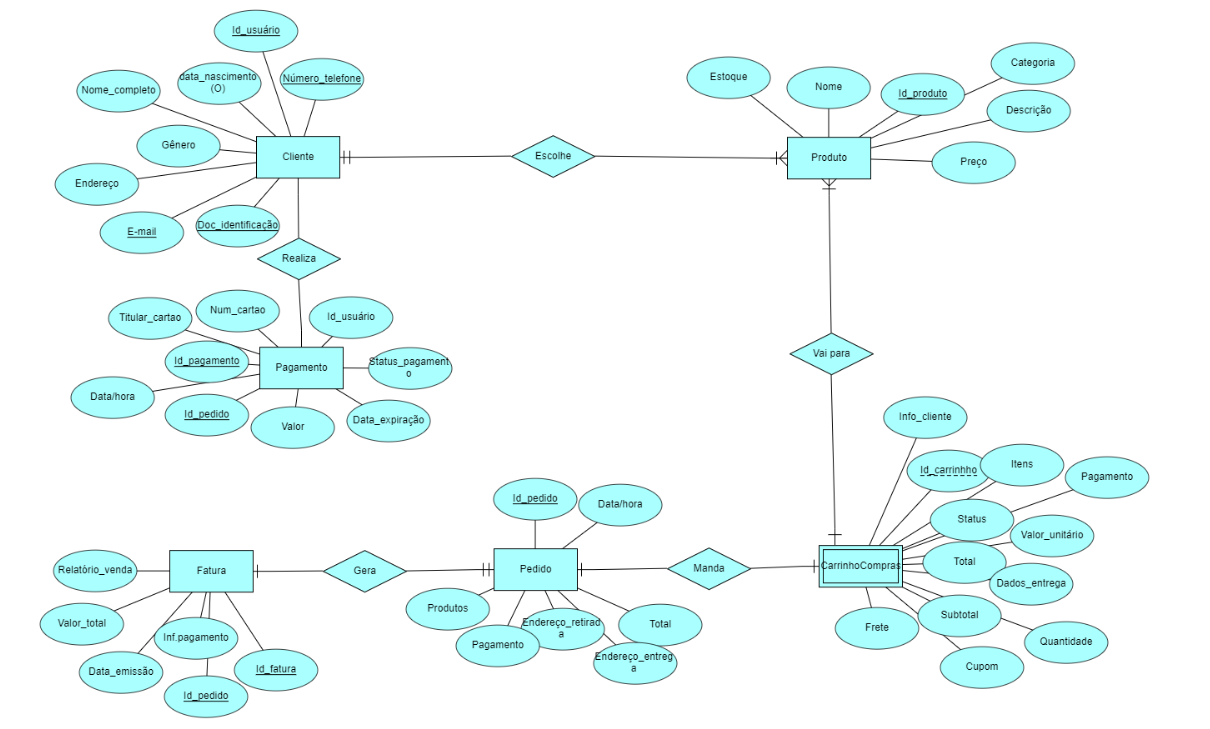 Id_usuário
data_nascimento
(O)
Número_telefone
Nome_completo
Gênero
Cliente
Endereço
E-mail
Doc_identificação
Escolhe
Estoque
Nome
Id_produto
Categoria
Descrição
Produto
Preço
Realiza
Titular_cartao
Num_cartao
Id_usuário
Id_pagamento
Pagamento
Status_pagament
o
Data/hora
Id_pedido
Valor
Data_expiração
Vai para
Info_cliente
Id_carrinhho
Itens
Pagamento
Status
Valor_unitário
CarrinhoCompras
Total
Dados_entrega
Subtotal
Frete
Quantidade
Cupom
Id_pedido
Data/hora
Relatório_venda
Fatura
Gera
Pedido
Manda
Produtos
Pagamento
Endereço_retirad
a
Total
Endereço_entreg
a
Valor_total
Inf.pagamento
Data_emissão
Id_fatura
Id_pedido